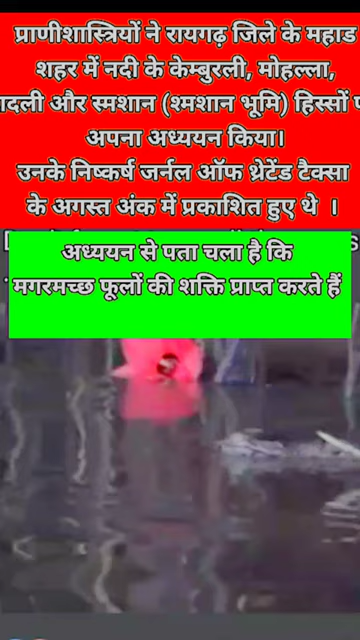 प्राणीशास्त्रियों ने रायगढ़ जिले के महाड
शहर में नदी के केम्बुरली, मोहल्ला,
और स्मशान (श्मशान भूमि) हिस्सों
अपना अध्ययन किया।
उनके निष्कर्ष जर्नल ऑफ थ्रेटेंड टैक्सा
के अगस्त अंक में प्रकाशित हुए थे ।
अध्ययन से पता चला है कि
मगरमच्छ फूलों की शक्ति प्राप्त करते हैं